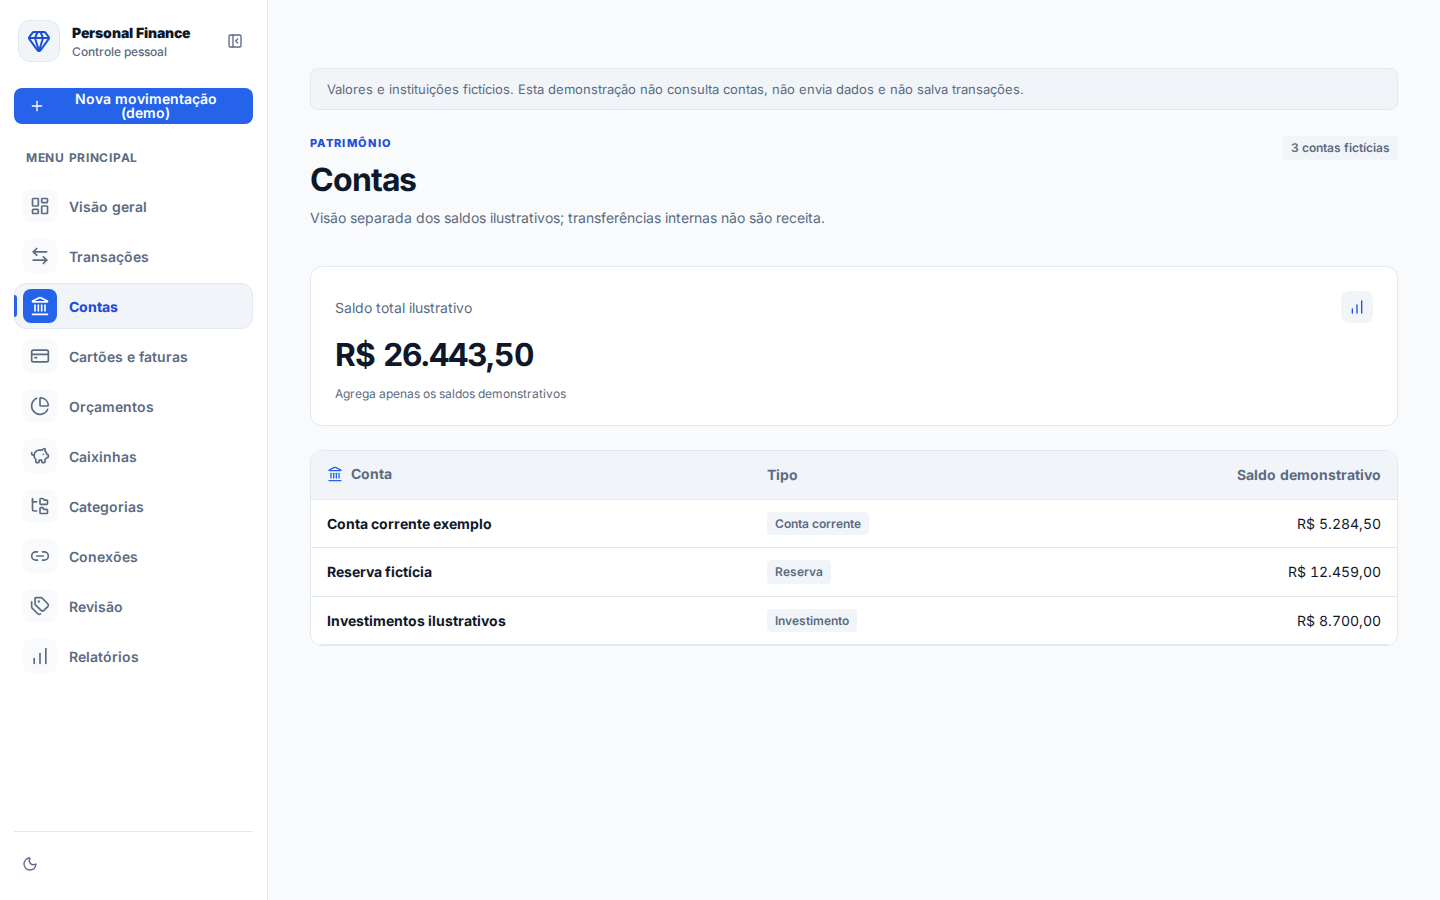 Personal Finance
Controle pessoal
Nova movimentação
(demo)
MENU PRINCIPAL
Visão geral
Transações
Contas
Cartões e faturas
Orçamentos
Caixinhas
Categorias
Conexões
Revisão
Relatórios
Valores e instituições fictícios. Esta demonstração não consulta contas, não envia dados e não salva transações.
PATRIMÔNIO
3 contas fictícias
Contas
Visão separada dos saldos ilustrativos; transferências internas não são receita.
Saldo total ilustrativo
R$ 26.443,50
Agrega apenas os saldos demonstrativos
Conta Tipo Saldo demonstrativo
Conta corrente exemplo Conta corrente R$ 5.284,50
Reserva fictícia Reserva R$ 12.459,00
Investimentos ilustrativos Investimento R$ 8.700,00